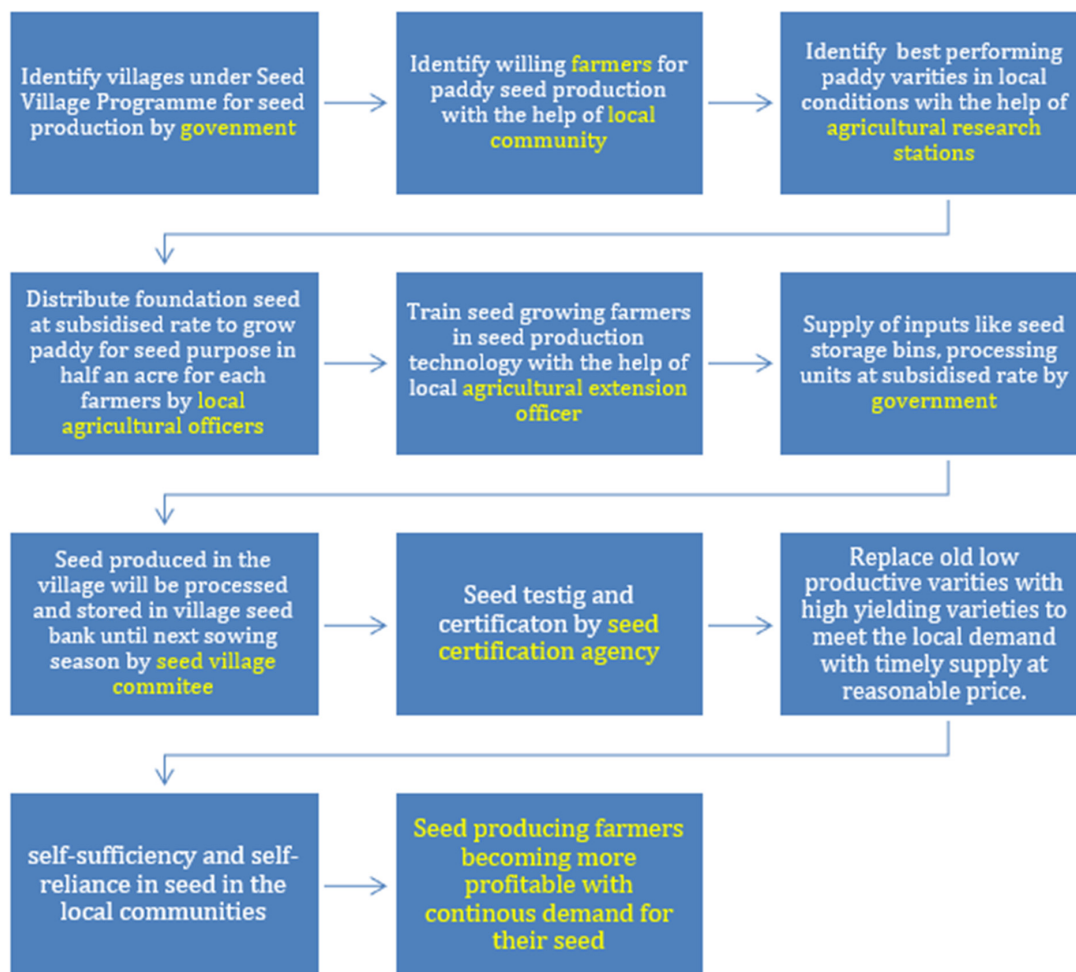 Identify villages under Seed
Village Programme for seed
production by govenment
Identify willing farmers for
paddy seed production
with the help of local
community
Identify  best performing
paddy varities in local
conditions wih the help of
agricultural research
stations
Distribute foundation seed
at subsidised rate to grow
paddy for seed purpose in
half an acre for each
farmers by local
agricultural officers
Train seed growing farmers
in seed production
technology with the help of
local agricultural extension
officer
Supply of inputs like seed
storage bins, processing
units at subsidised rate by
government
Seed produced in the
village will be processed
and stored in village seed
bank until next sowing
season by seed village
commitee
Seed testig and
certificaton by seed
certification agency
Replace old low
productive varities with
high yielding varieties to
meet the local demand
with timely supply at
reasonable price.
self-sufficiency and self-
reliance in seed in the
local communities
Seed producing farmers
becoming more
profitable with
continous demand for
their seed